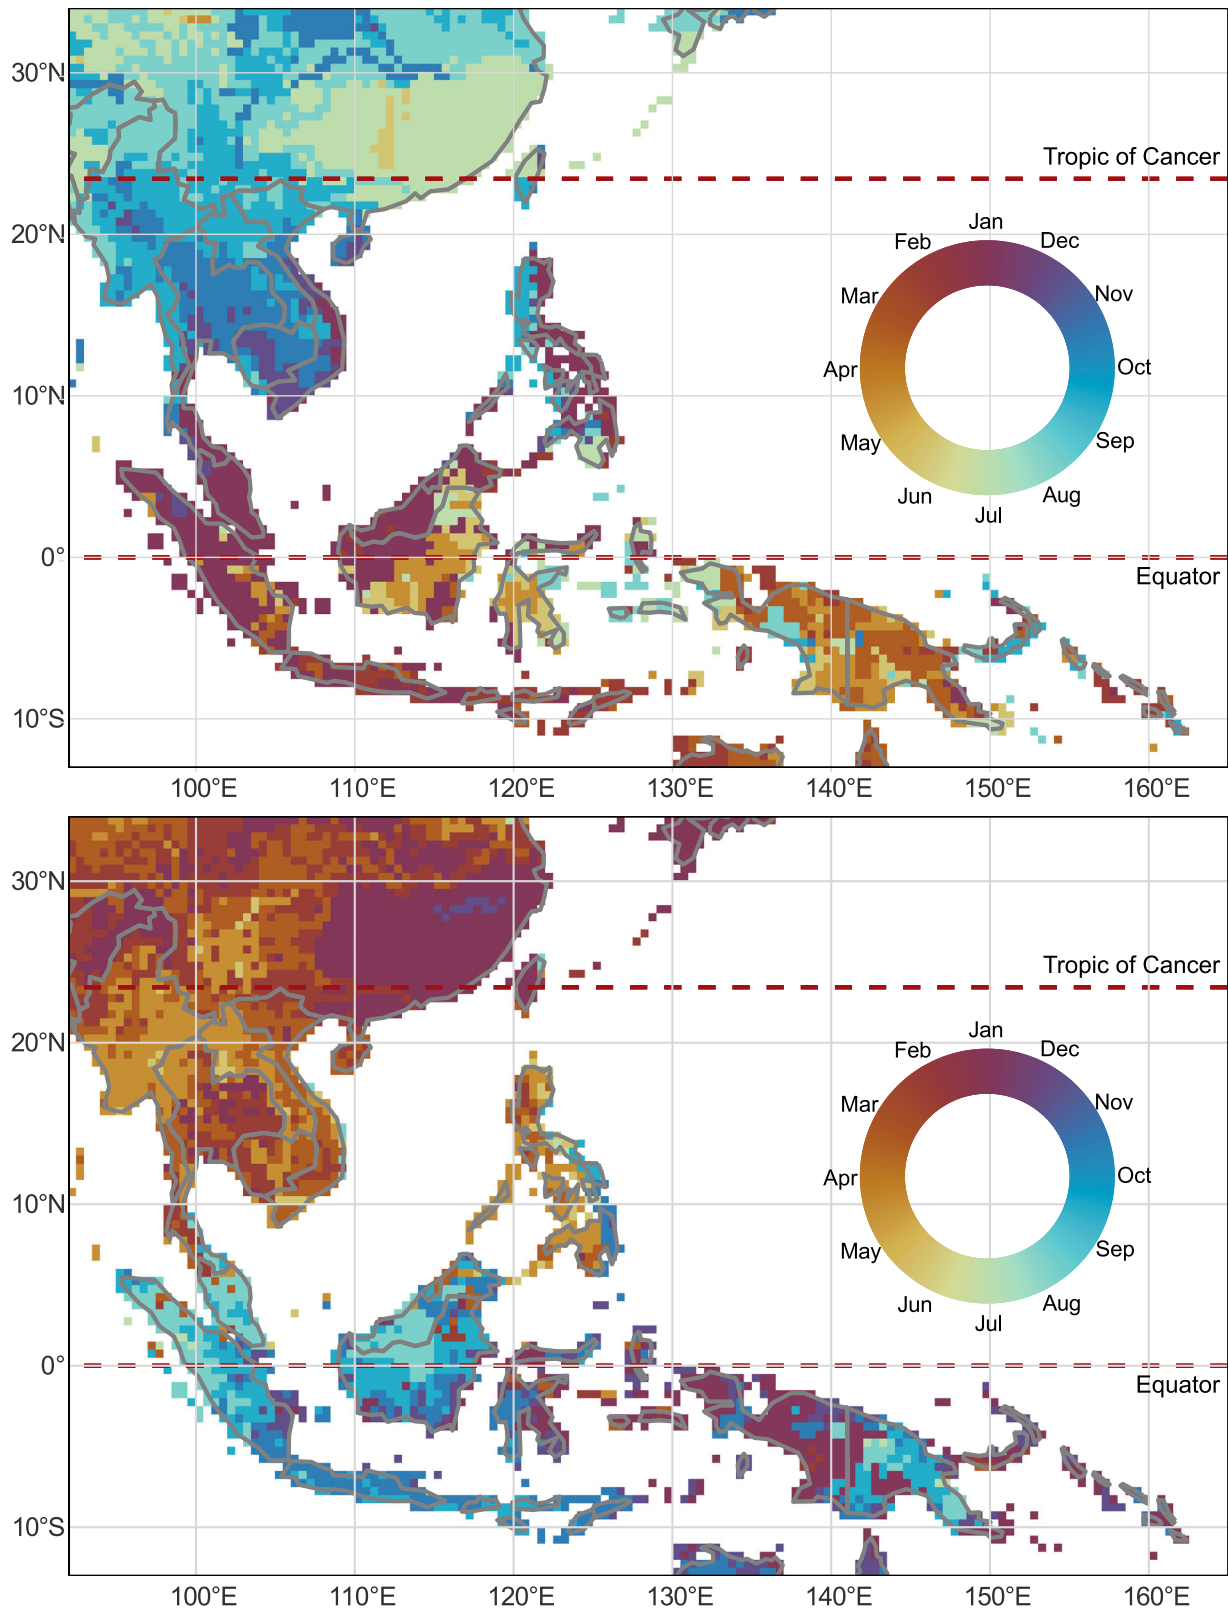 30°N
Tropic of Cancer
20°N
Jan
Feb
Dec
Mar
Nov
Apr
Oct
10°N
May
Sep
Jun
Aug
Jul
0°
Equator
10°S
100°E 110°E 120°E 130°E 140°E 150°E 160°E
30°N
Tropic of Cancer
20°N
Jan
Feb
Dec
Mar
Nov
Apr
Oct
10°N
May
Sep
Jun
Aug
Jul
0°
Equator
10°S
100°E 110°E 120°E 130°E 140°E 150°E 160°E